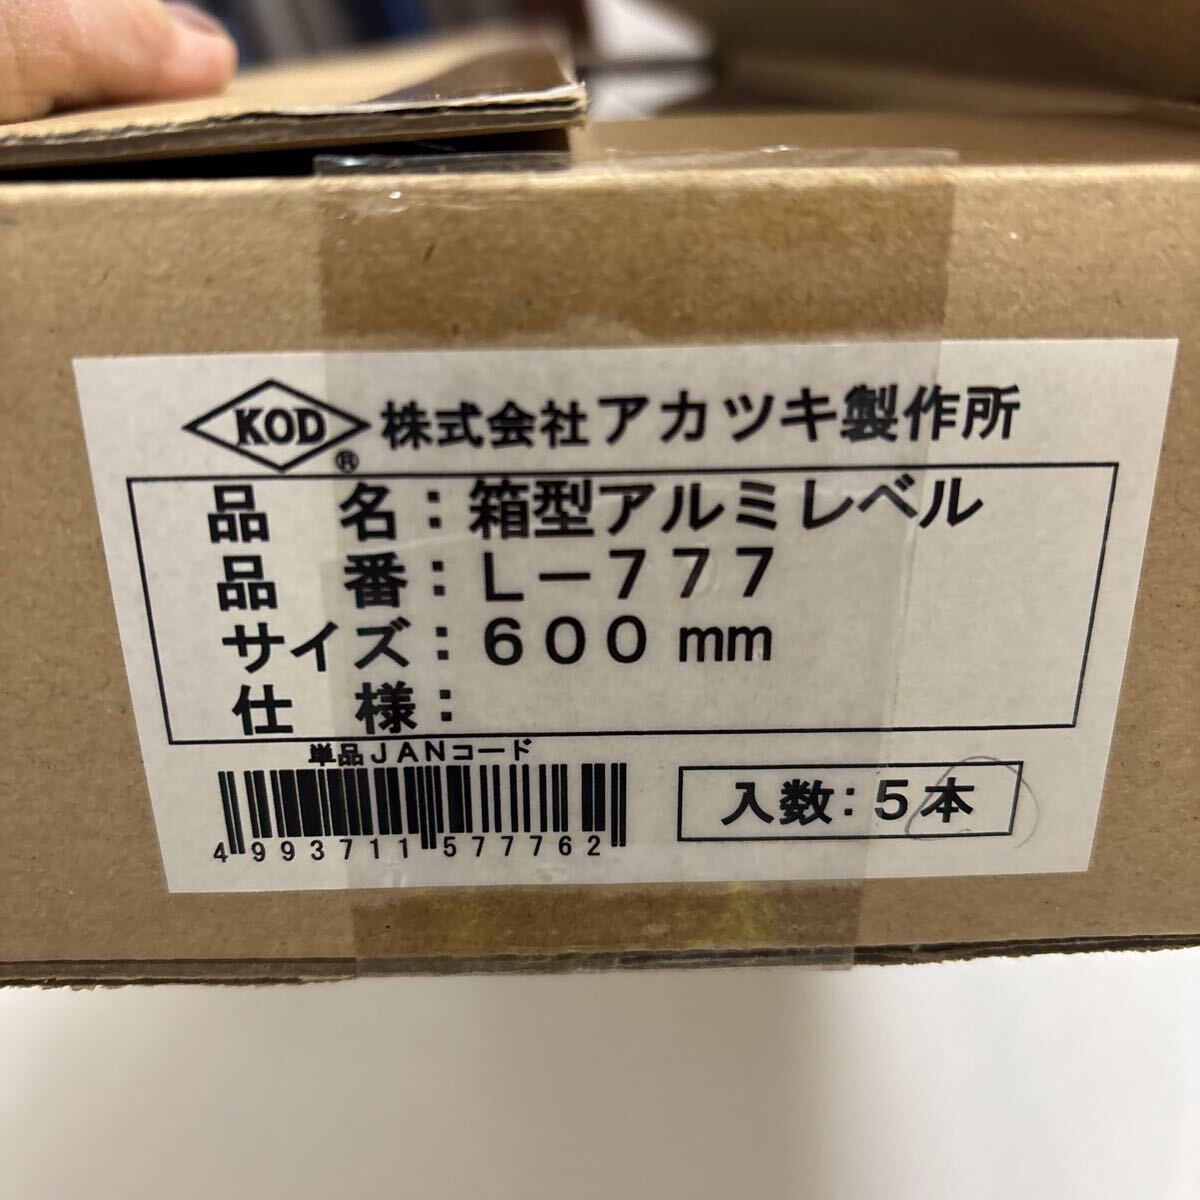 KOD® 株式会社アカツキ製作所
品　名：箱型アルミレベル
品　番：L－777
サイズ：600 mm
仕　様：
単品JANコード
4993711577762
入数：5本